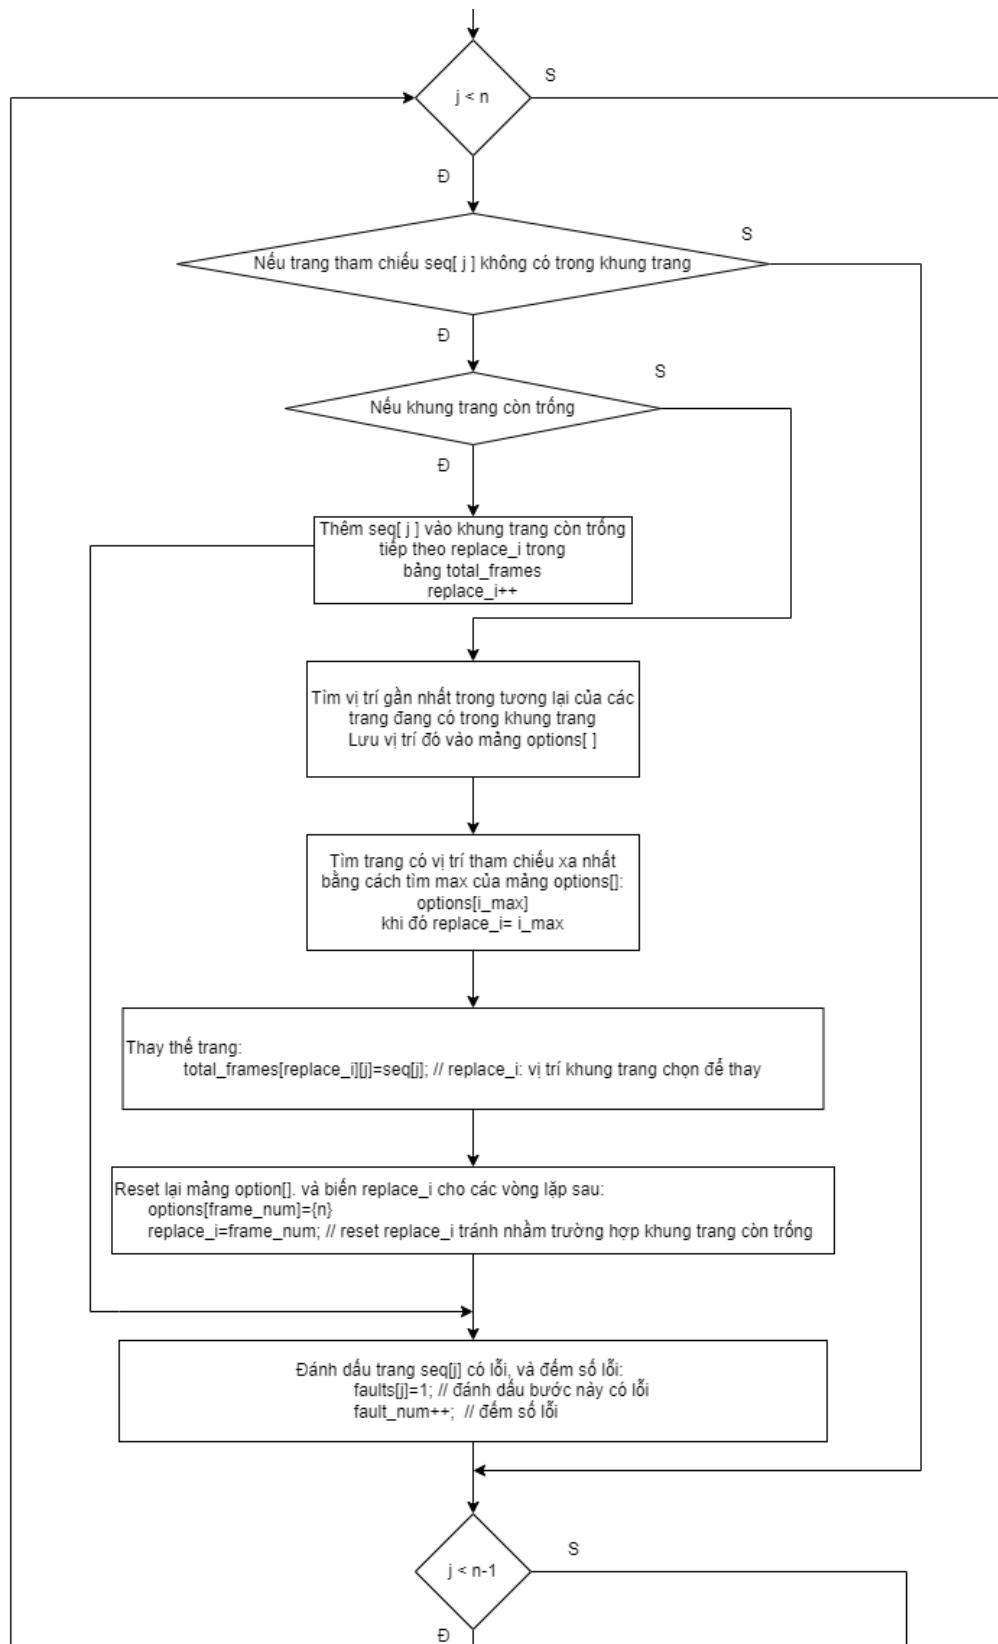 j < n
S
Đ
Nếu trang tham chiếu seq[ j ] không có trong khung trang
S
Đ
Nếu khung trang còn trống
S
Đ
Thêm seq[ j ] vào khung trang còn trống
tiếp theo replace_i trong
bảng total_frames
replace_i++
Tìm vị trí gần nhất trong tương lại của các
trang đang có trong khung trang
Lưu vị trí đó vào mảng options[ ]
Tìm trang có vị trí tham chiếu xa nhất
bằng cách tìm max của mảng options[]:
options[i_max]
khi đó replace_i= i_max
Thay thế trang:
total_frames[replace_i][j]=seq[j]; // replace_i: vị trí khung trang chọn để thay
Reset lại mảng option[]. và biến replace_i cho các vòng lặp sau:
options[frame_num]={n}
replace_i=frame_num; // reset replace_i tránh nhầm trường hợp khung trang còn trống
Đánh dấu trang seq[j] có lỗi, và đếm số lỗi:
faults[j]=1; // đánh dấu bước này có lỗi
fault_num++; // đếm số lỗi
j < n-1
S
Đ